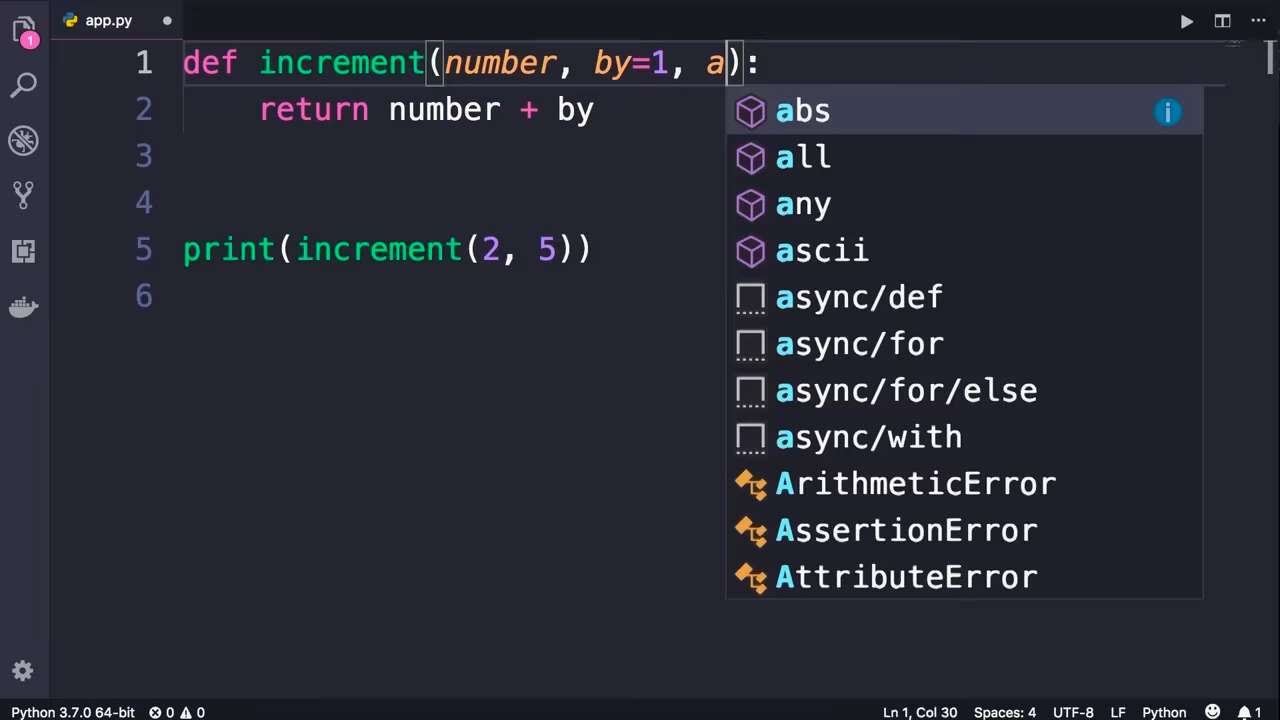 app.py
1
1 def increment(number, by=1, a):
2 return number + by
3
4
5 print(increment(2, 5))
6
abs
all
any
ascii
async/def
async/for
async/for/else
async/with
ArithmeticError
AssertionError
AttributeError
Python 3.7.0 64-bit 0 0 Ln 1, Col 30 Spaces: 4 UTF-8 LF Python 1